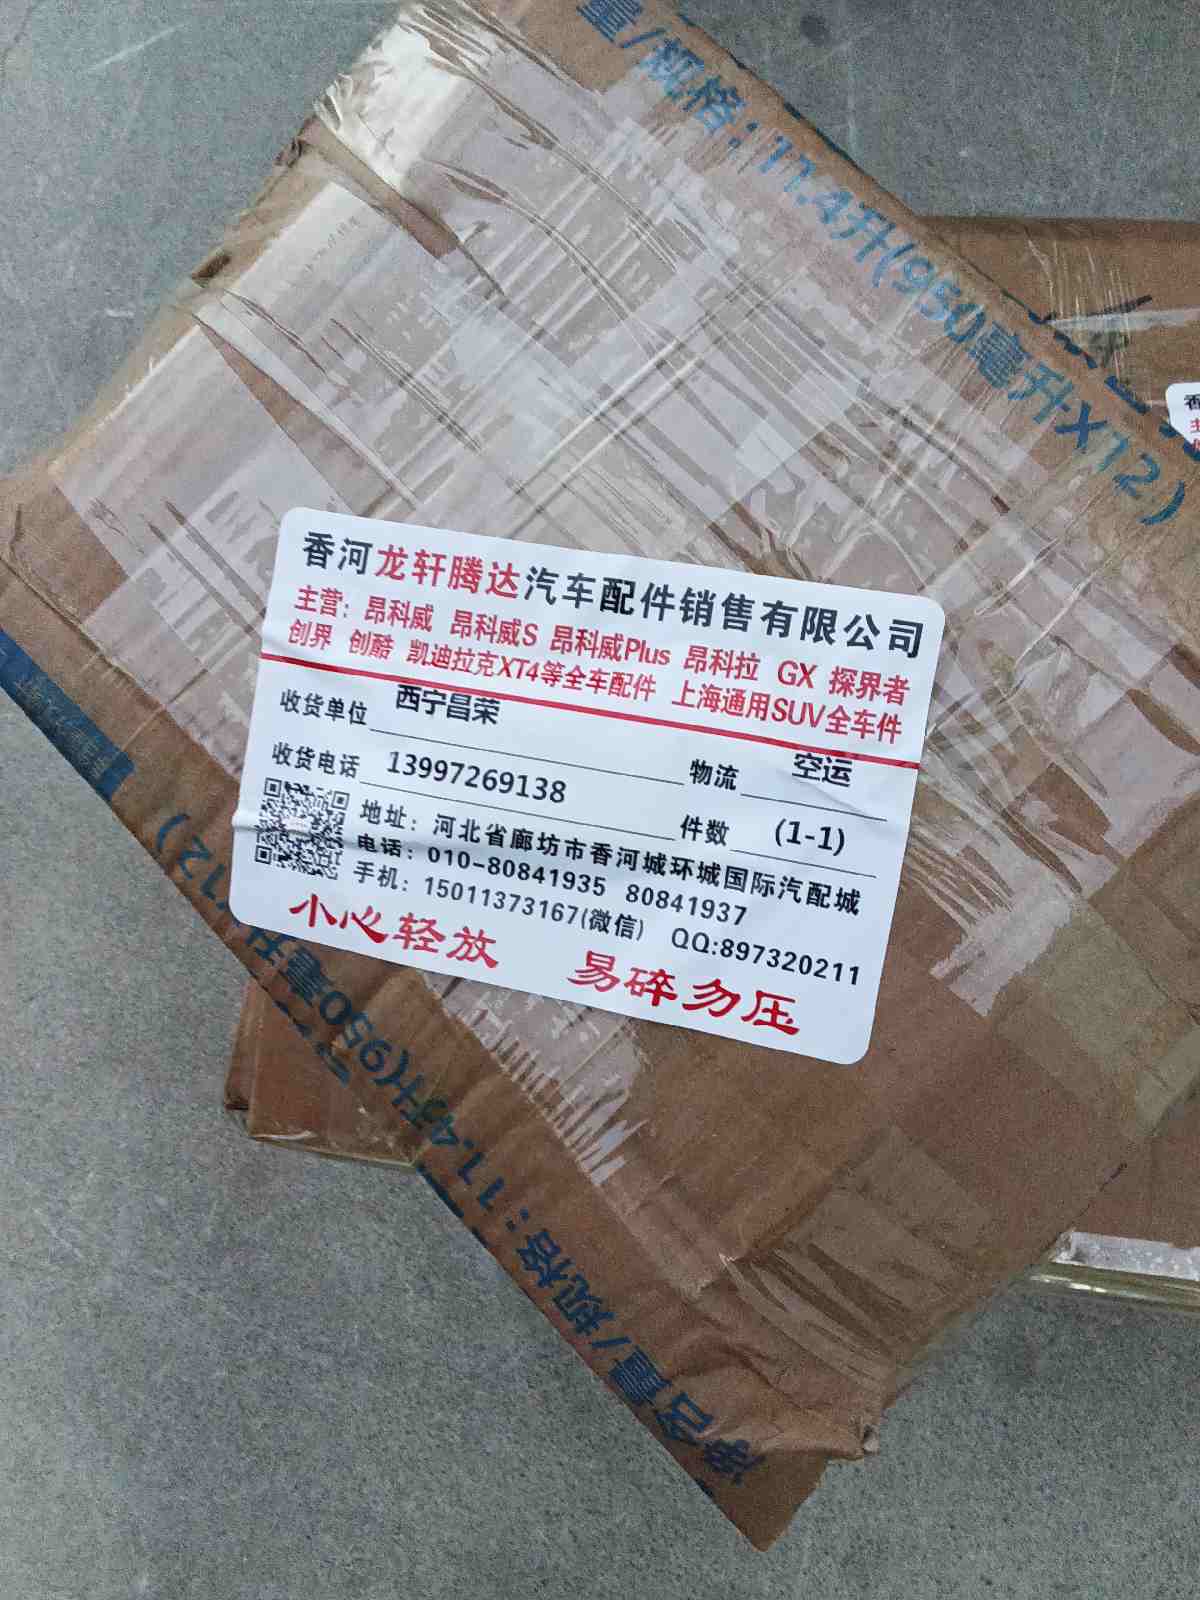 量/规格：11.4升(950毫升X12)
香河龙轩腾达汽车配件销售有限公司
主营：昂科威 昂科威S 昂科威Plus 昂科拉 GX 探界者
创界 创酷 凯迪拉克XT4等全车配件 上海通用SUV全车件
收货单位 西宁昌荣 物流 空运
收货电话 13997269138 件数 (1-1)
地址：河北省廊坊市香河城环城国际汽配城
电话：010-80841935 80841937
手机：15011373167(微信) QQ:897320211
小心轻放 易碎勿压
净含量/规格：11.4升(950毫升X12)